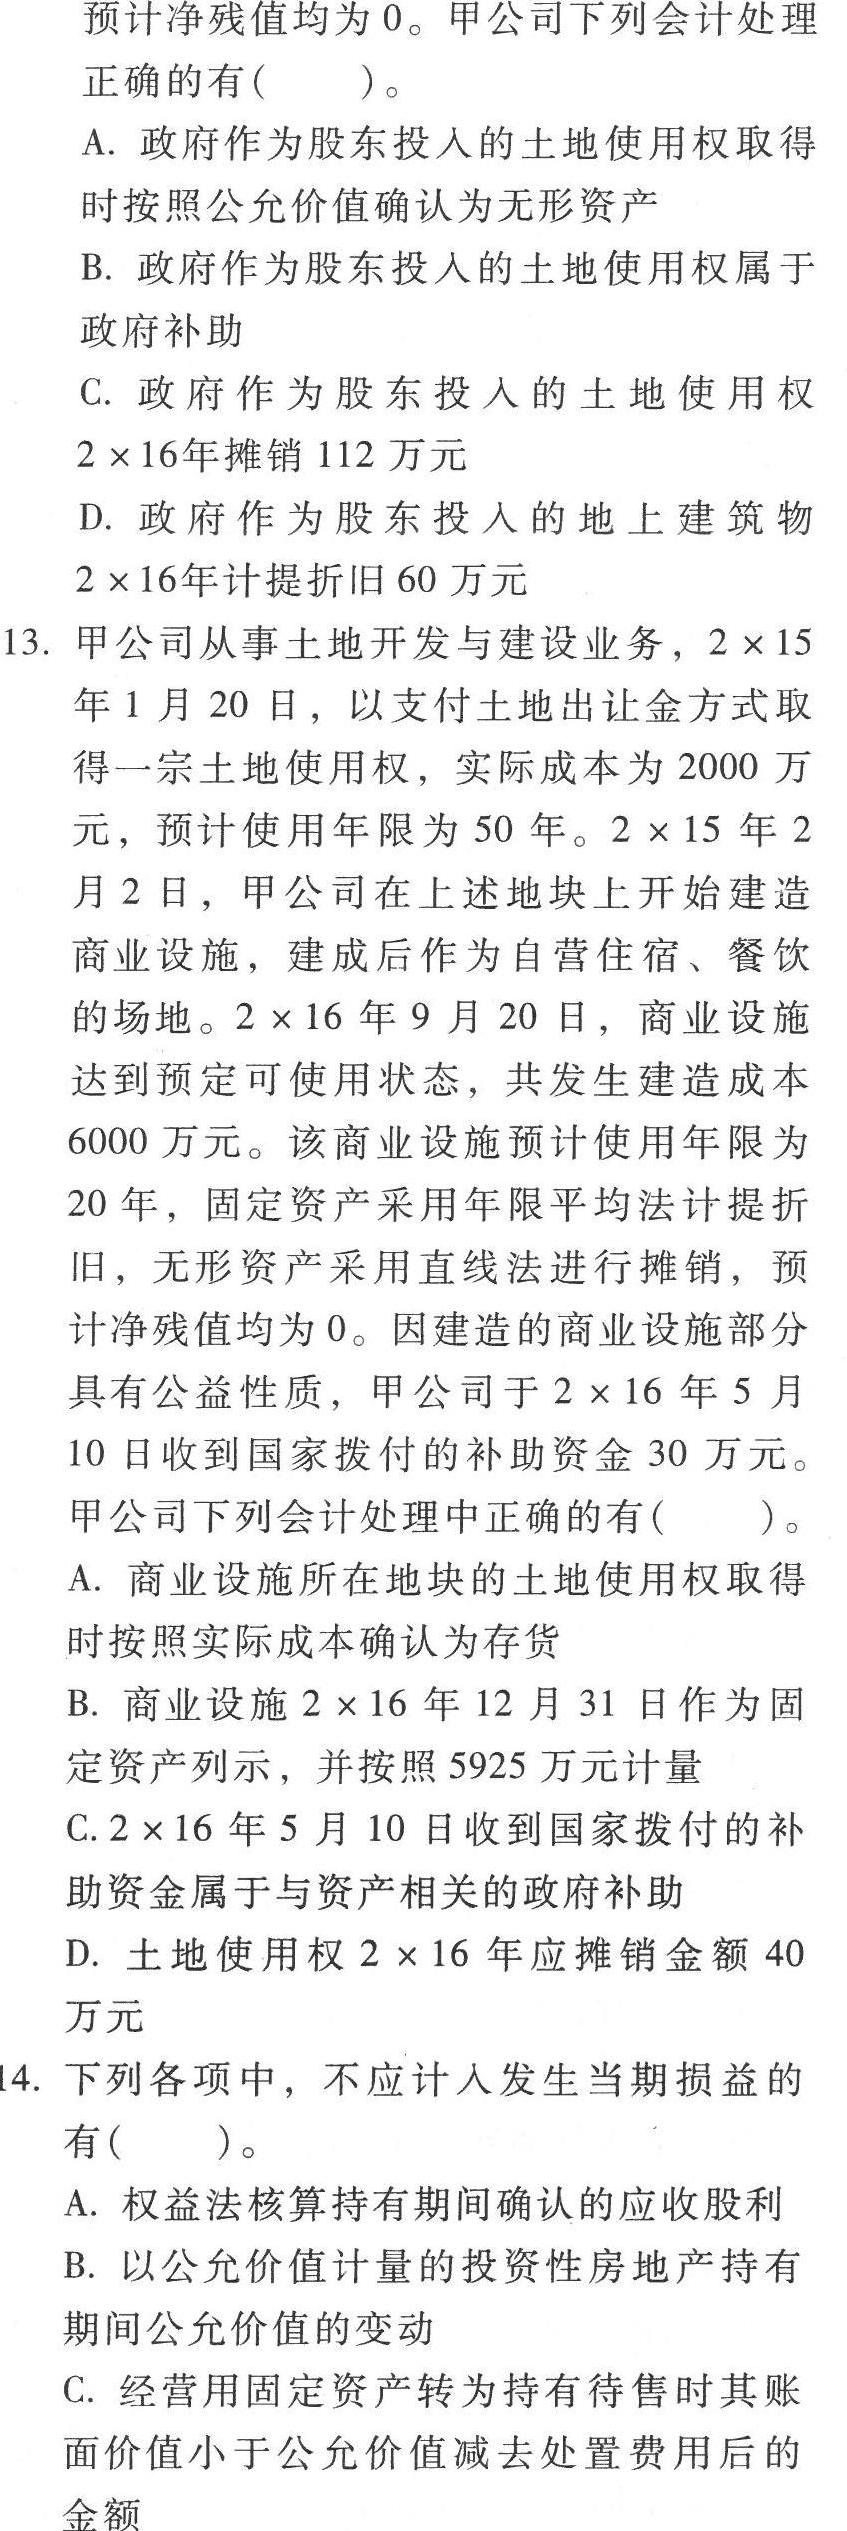 预计净残值均为0。甲公司下列会计处理
正确的有(　　)。
A. 政府作为股东投入的土地使用权取得
时按照公允价值确认为无形资产
B. 政府作为股东投入的土地使用权属于
政府补助
C. 政府作为股东投入的土地使用权
2×16年摊销112万元
D. 政府作为股东投入的地上建筑物
2×16年计提折旧60万元
13. 甲公司从事土地开发与建设业务，2×15
年1月20日，以支付土地出让金方式取
得一宗土地使用权，实际成本为2000万
元，预计使用年限为50年。2×15年2
月2日，甲公司在上述地块上开始建造
商业设施，建成后作为自营住宿、餐饮
的场地。2×16年9月20日，商业设施
达到预定可使用状态，共发生建造成本
6000万元。该商业设施预计使用年限为
20年，固定资产采用年限平均法计提折
旧，无形资产采用直线法进行摊销，预
计净残值均为0。因建造的商业设施部分
具有公益性质，甲公司于2×16年5月
10日收到国家拨付的补助资金30万元。
甲公司下列会计处理中正确的有(　　)。
A. 商业设施所在地块的土地使用权取得
时按照实际成本确认为存货
B. 商业设施2×16年12月31日作为固
定资产列示，并按照5925万元计量
C. 2×16年5月10日收到国家拨付的补
助资金属于与资产相关的政府补助
D. 土地使用权2×16年应摊销金额40
万元
14. 下列各项中，不应计入发生当期损益的
有(　　)。
A. 权益法核算持有期间确认的应收股利
B. 以公允价值计量的投资性房地产持有
期间公允价值的变动
C. 经营用固定资产转为持有待售时其账
面价值小于公允价值减去处置费用后的
金额